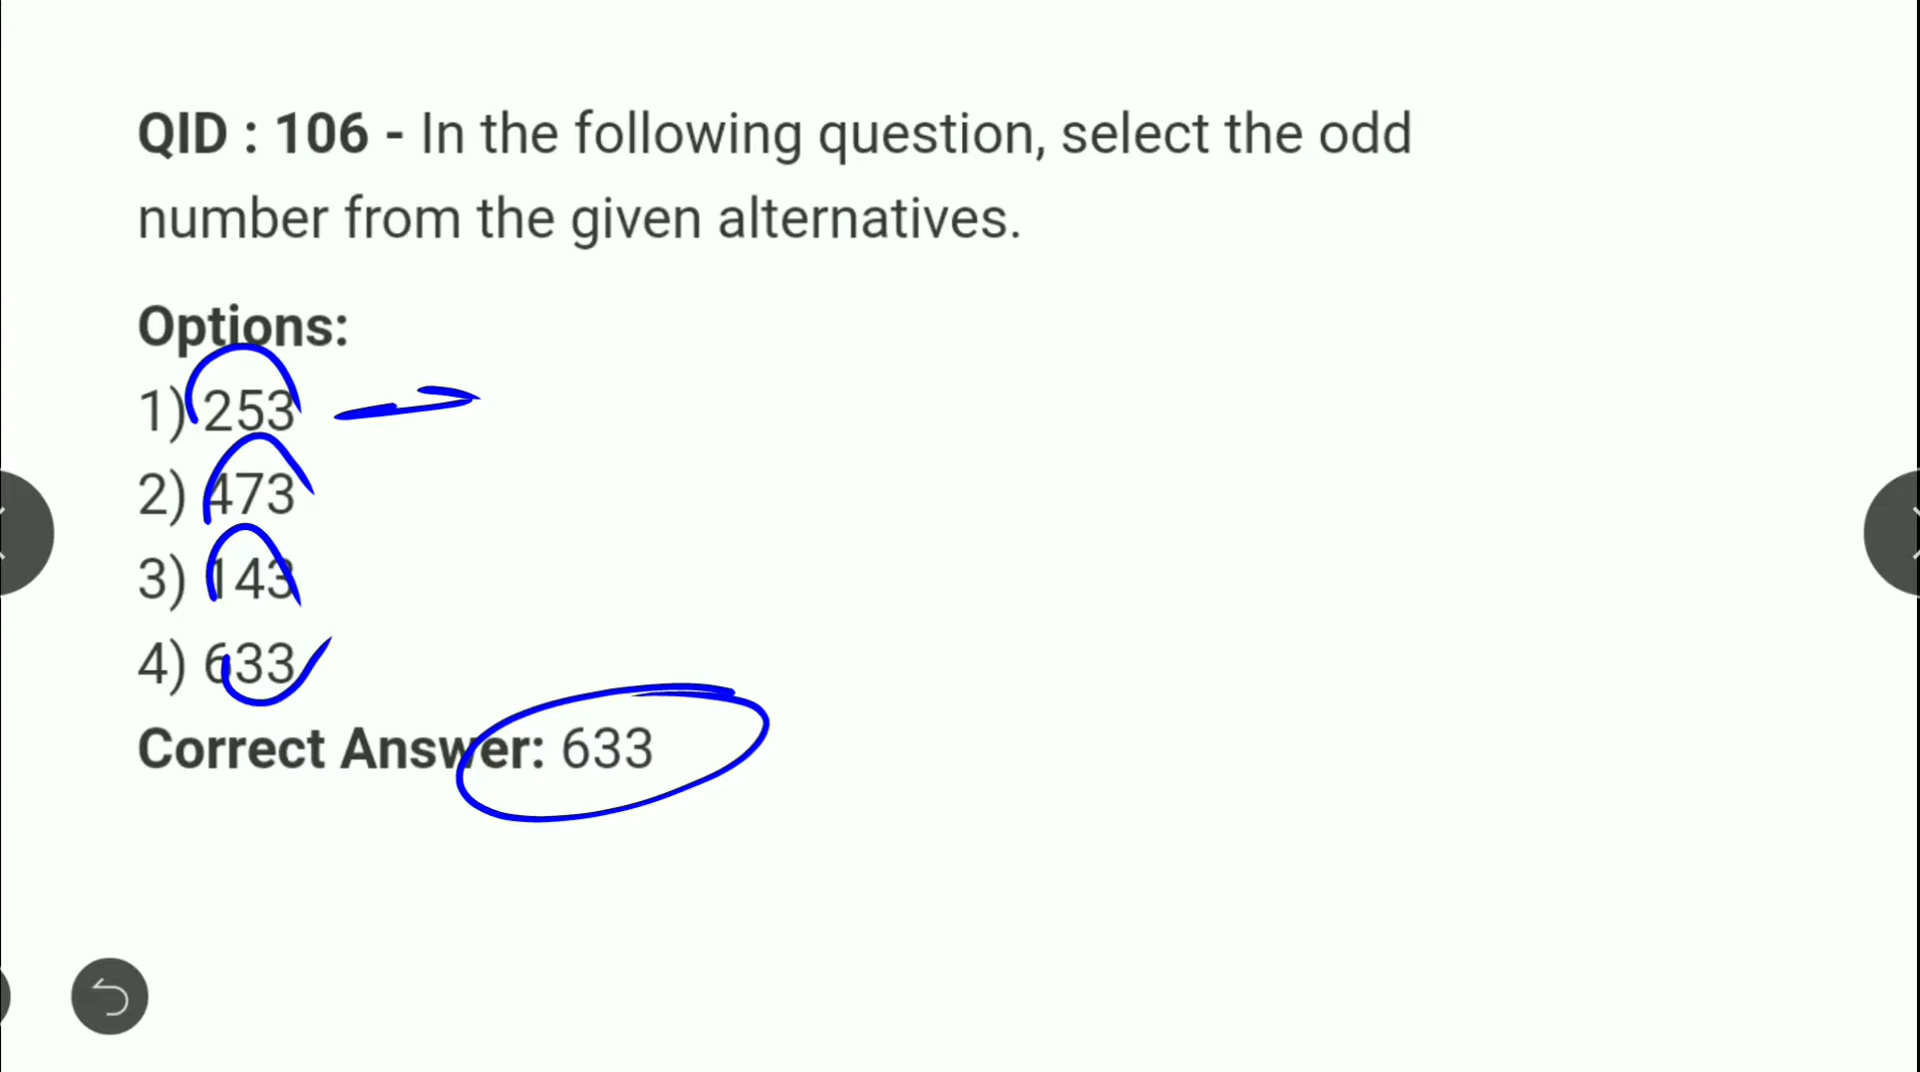 QID : 106 - In the following question, select the odd
number from the given alternatives.
Options:
1) 253
2) 473
3) 143
4) 633
Correct Answer: 633